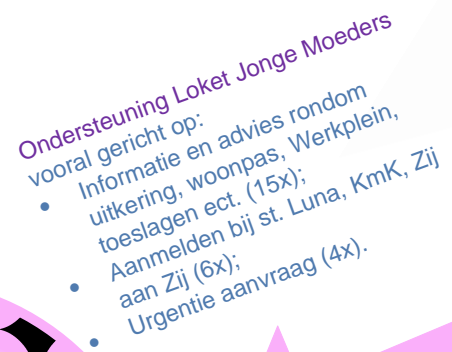 Ondersteuning Loket Jonge Moeders
vooral gericht op:
• Informatie en advies rondom
uitkering, woonpas, Werkplein,
toeslagen ect. (15x);
• Aanmelden bij st. Luna, KmK, Zij
aan Zij (6x);
• Urgentie aanvraag (4x).